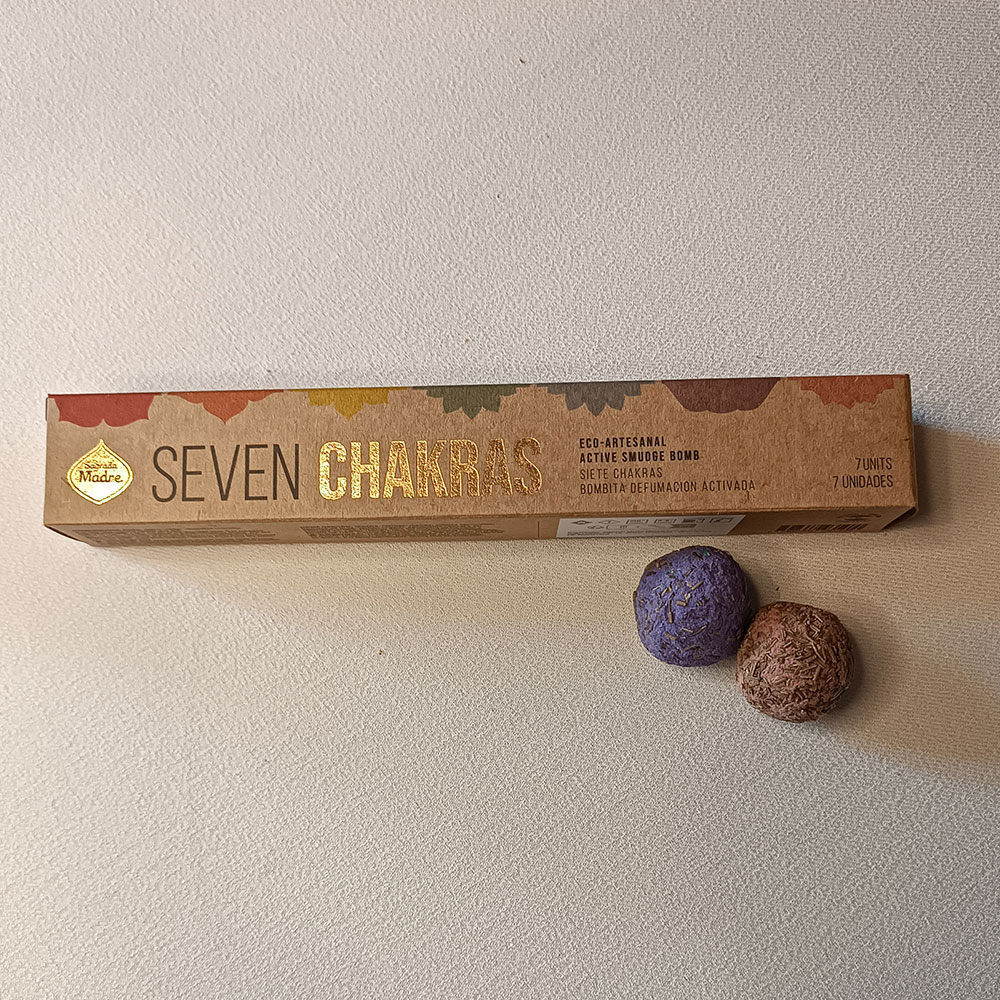 Sagrada
Madre
SEVEN CHAKRAS
ECO-ARTESANAL
ACTIVE SMUDGE BOMB
SIETE CHAKRAS
BOMBITA DEFUMACION ACTIVADA
7 UNITS
7 UNIDADES